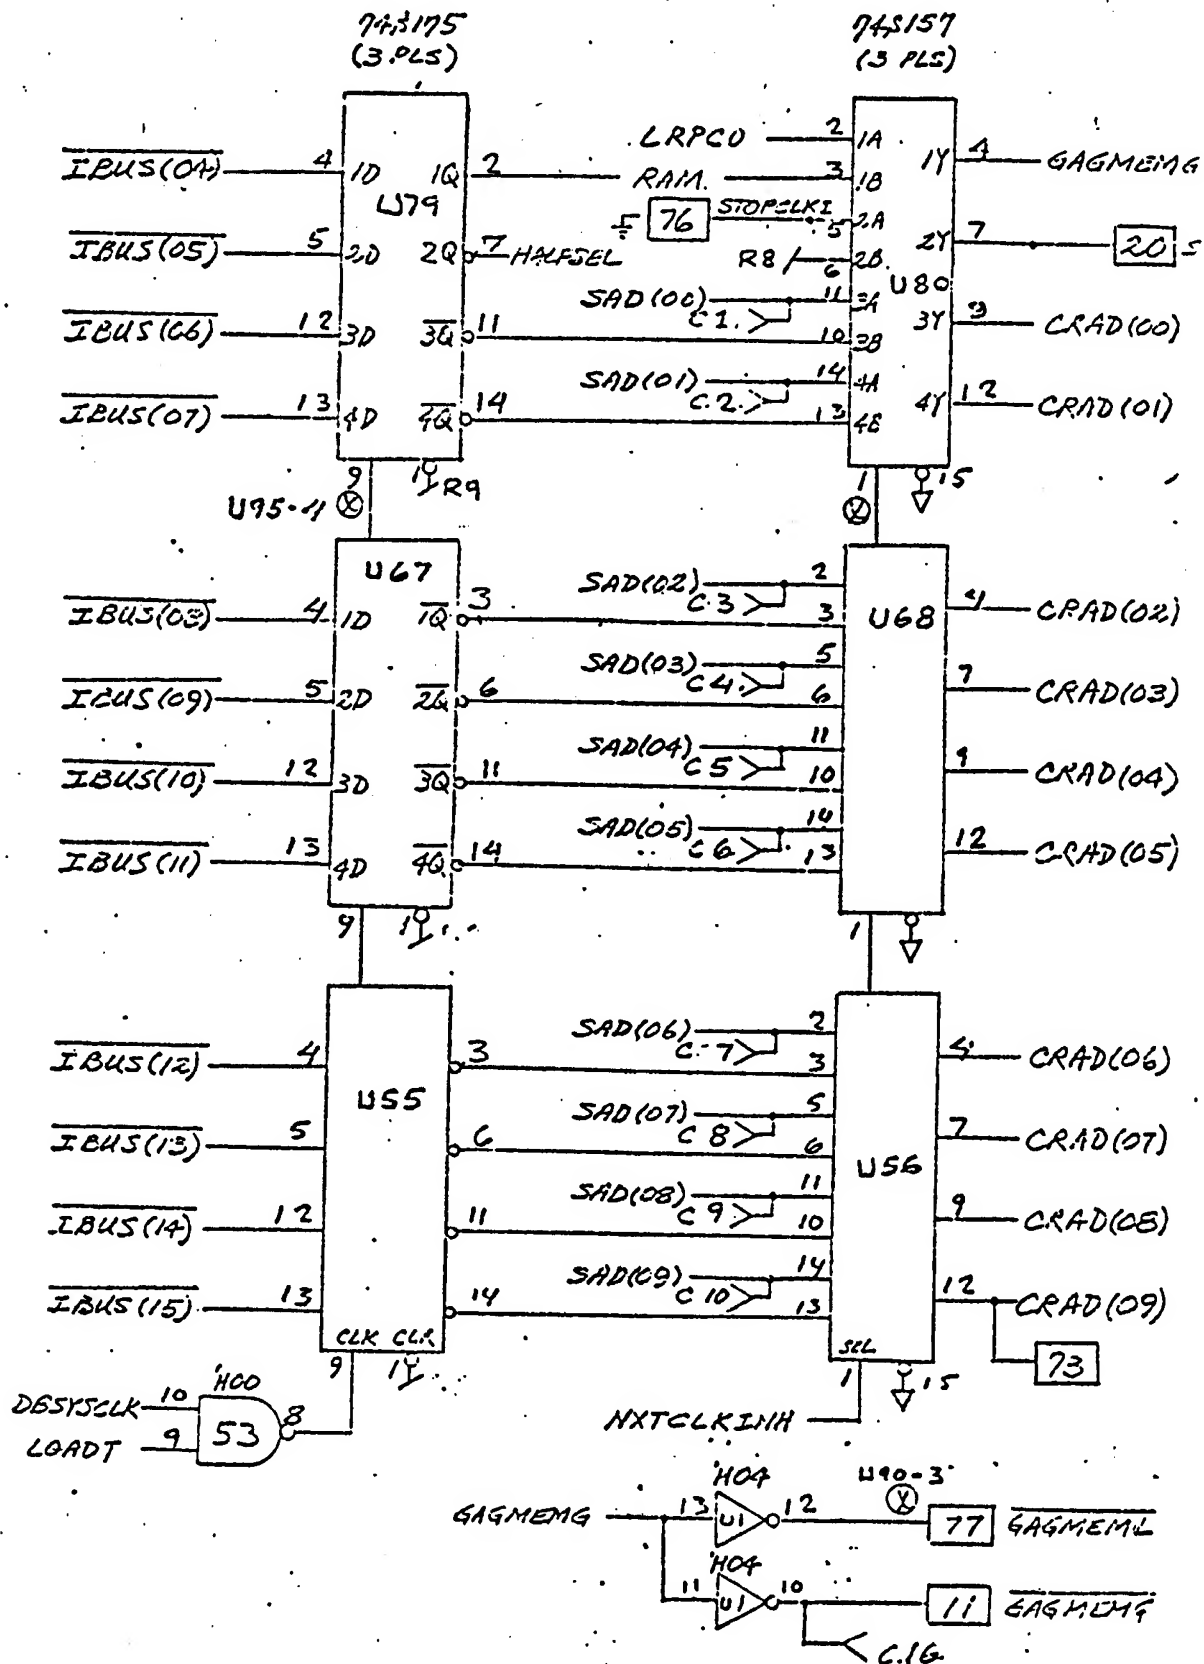 74S175
(3 PLS)
74S157
(3 PLS)
IBUS(04) 4 1D 1Q 2 RAM. 3 1B
LRPCO 2 1A
1Y 4 GAGMEMG
U79
IBUS(05) 5 2D 2Q 7 HALFSEL
76 STOPCLKI 5 2A
2Y 7 20 S
R8 6 2B
U80
IBUS(06) 12 3D 3Q 11 10 3B
SAD(00) 11 3A
C1.
3Y 9 CRAD(00)
IBUS(07) 13 4D 4Q 14 13 4B
SAD(01) 14 4A
C.2.
4Y 12 CRAD(01)
9 1 R9
1 15
U95-4 X
X
U67
U68
IBUS(08) 4 1D 1Q 3 3
SAD(02) 2
C.3
4 CRAD(02)
IBUS(09) 5 2D 2Q 6 6
SAD(03) 5
C4.
7 CRAD(03)
IBUS(10) 12 3D 3Q 11 10
SAD(04) 11
C5
9 CRAD(04)
IBUS(11) 13 4D 4Q 14 13
SAD(05) 14
C6
12 CRAD(05)
9 1
1
U55
U56
IBUS(12) 4 3 3
SAD(06) 2
C.7
4 CRAD(06)
IBUS(13) 5 6 6
SAD(07) 5
C8
7 CRAD(07)
IBUS(14) 12 11 10
SAD(08) 11
C9
9 CRAD(08)
IBUS(15) 13 14 13
SAD(09) 14
C10
12 CRAD(09)
73
CLK CLR
9 1
SEL
1 15
'H00
DBSYSCLK 10
53 8
LOADT 9
NXTCLKINH
GAGMEMG 13 'H04 U1 12 U90-3 X 77 GAGMEML
11 'H04 U1 10 11 GAGMEMG
C.16